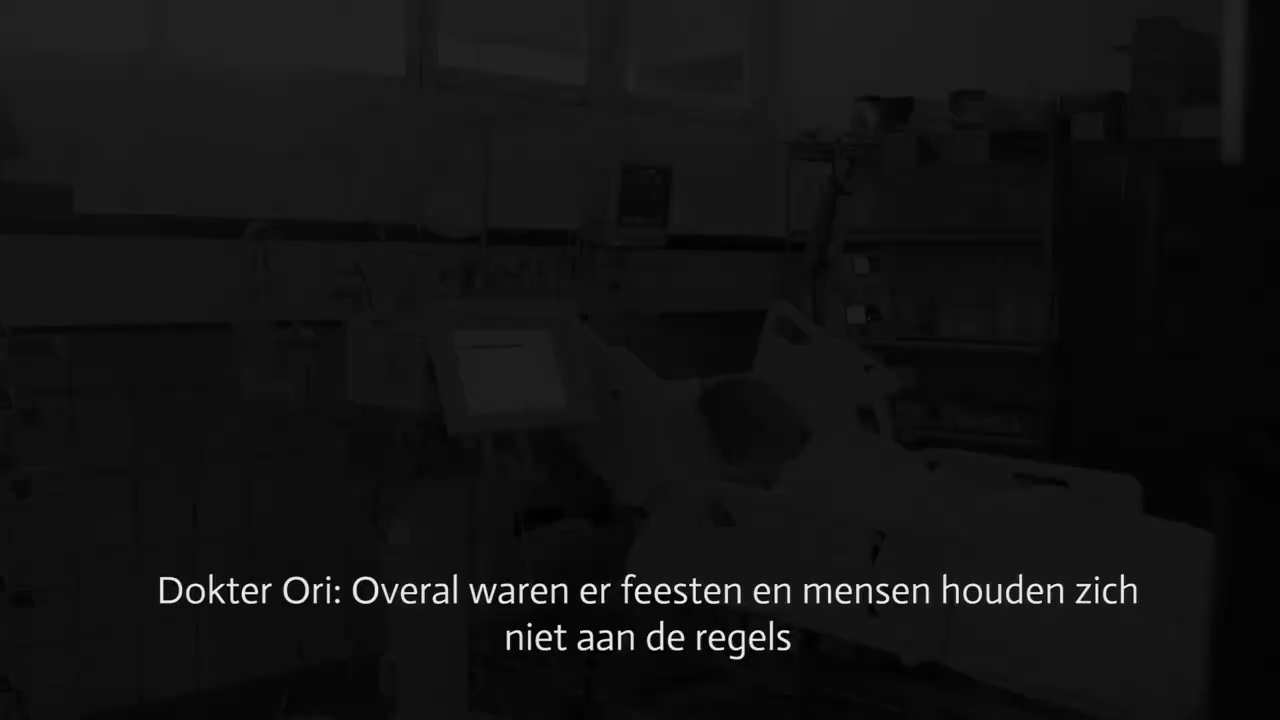 Dokter Ori: Overal waren er feesten en mensen houden zich
niet aan de regels